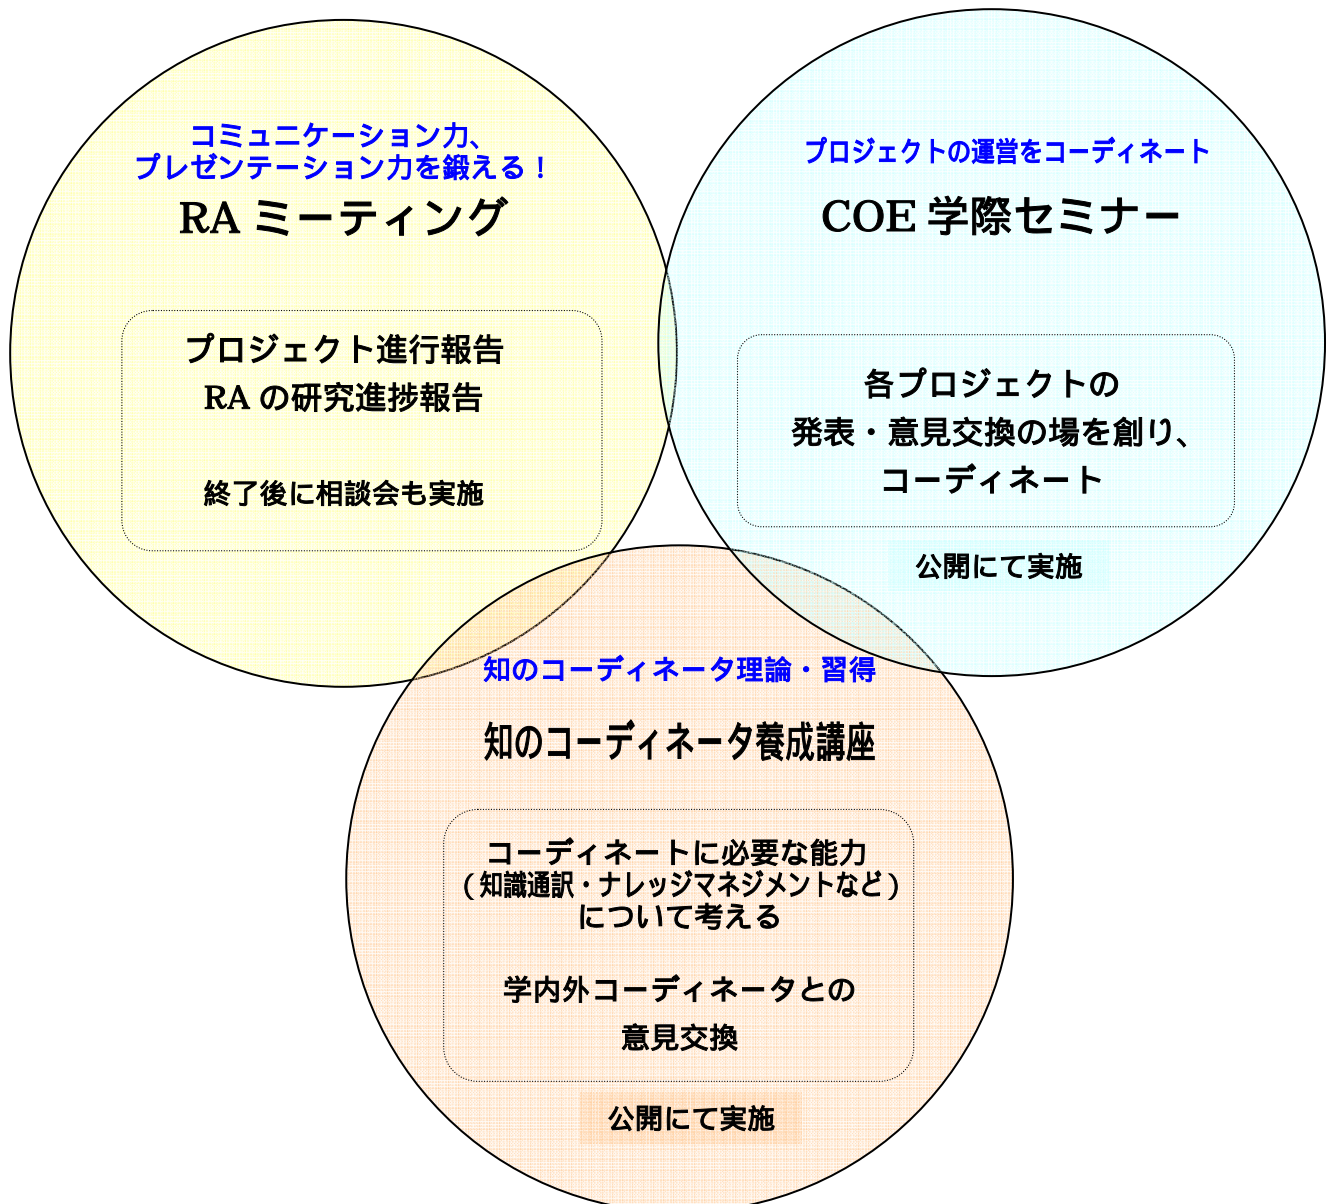 コミュニケーション力、
プレゼンテーション力を鍛える！
RA ミーティング
プロジェクト進行報告
RA の研究進捗報告
終了後に相談会も実施
プロジェクトの運営をコーディネート
COE 学際セミナー
各プロジェクトの
発表・意見交換の場を創り、
コーディネート
公開にて実施
知のコーディネータ理論・習得
知のコーディネータ養成講座
コーディネートに必要な能力
（知識通訳・ナレッジマネジメントなど）
について考える
学内外コーディネータとの
意見交換
公開にて実施